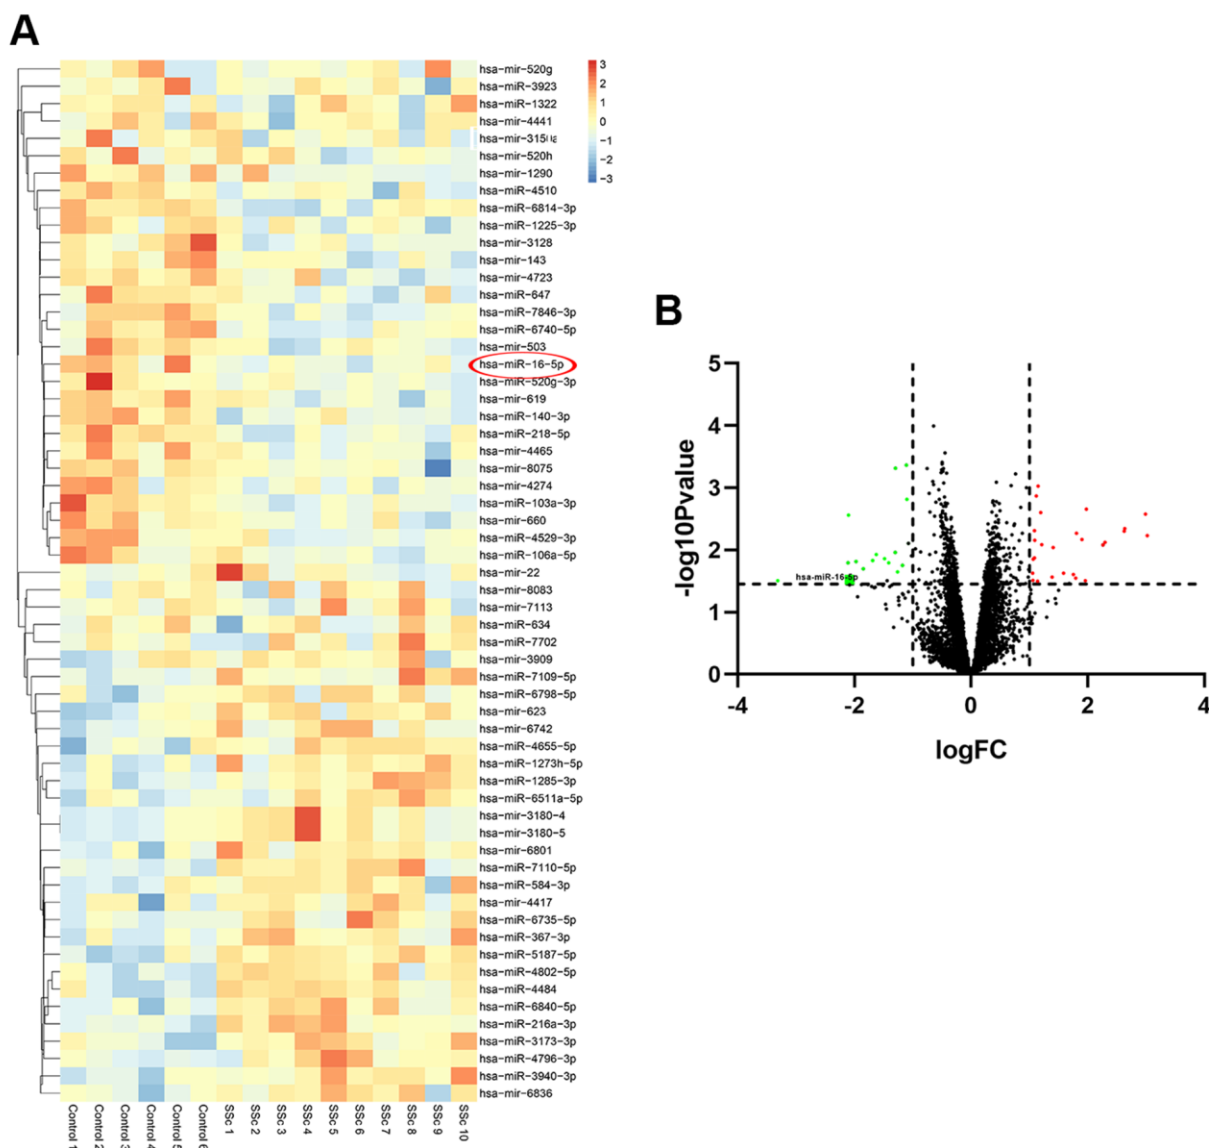 A
hsa-mir-520g
hsa-miR-3923
hsa-miR-1322
hsa-mir-4441
hsa-mir-520h
hsa-mir-1290
hsa-miR-4510
hsa-miR-6814-3p
hsa-miR-1225-3p
hsa-mir-3128
hsa-mir-143
hsa-mir-4723
hsa-miR-647
hsa-miR-7846-3p
hsa-miR-6740-5p
hsa-mir-503
hsa-miR-16-5p
hsa-miR-520g-3p
hsa-mir-619
hsa-miR-140-3p
hsa-miR-218-5p
hsa-miR-4465
hsa-mir-8075
hsa-mir-4274
hsa-miR-103a-3p
hsa-mir-660
hsa-miR-4529-3p
hsa-miR-106a-5p
hsa-mir-22
hsa-miR-8083
hsa-mir-7113
hsa-mir-634
hsa-miR-7702
hsa-mir-3909
hsa-miR-7109-5p
hsa-miR-6798-5p
hsa-mir-623
hsa-mir-6742
hsa-miR-4655-5p
hsa-miR-1273h-5p
hsa-miR-1285-3p
hsa-miR-6511a-5p
hsa-mir-3180-4
hsa-mir-3180-5
hsa-mir-6801
hsa-miR-7110-5p
hsa-miR-584-3p
hsa-mir-4417
hsa-miR-6735-5p
hsa-miR-367-3p
hsa-miR-5187-5p
hsa-miR-4802-5p
hsa-miR-4484
hsa-miR-6840-5p
hsa-miR-216a-3p
hsa-miR-3173-3p
hsa-miR-4796-3p
hsa-miR-3940-3p
hsa-mir-6836
3
2
1
0
−1
−2
−3
Control 1
Control 2
Control 3
Control 4
Control 5
Control 6
SSc 1
SSc 2
SSc 3
SSc 4
SSc 5
SSc 6
SSc 7
SSc 8
SSc 9
SSc 10
B
-log10Pvalue
5
4
3
2
1
0
hsa-miR-16-5p
-4
-2
0
2
4
logFC